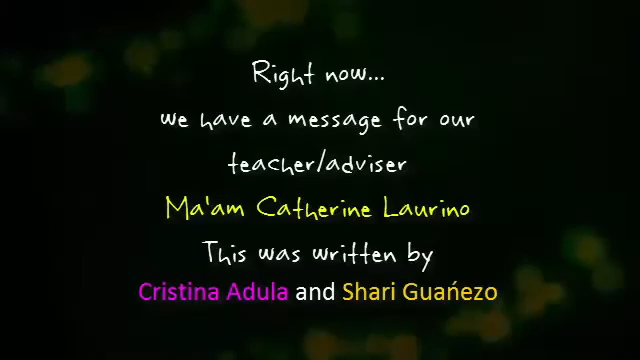 Right now...
we have a message for our
teacher/adviser
Ma'am Catherine Laurino
This was written by
Cristina Adula and Shari Guańezo